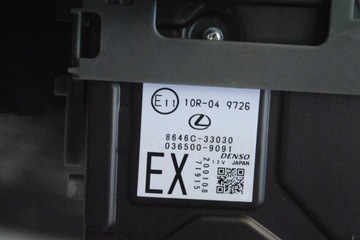 E11 10R-04 9726
8646C-33030
036500-9091
DENSO
12V JAPAN
EX
200108
71915